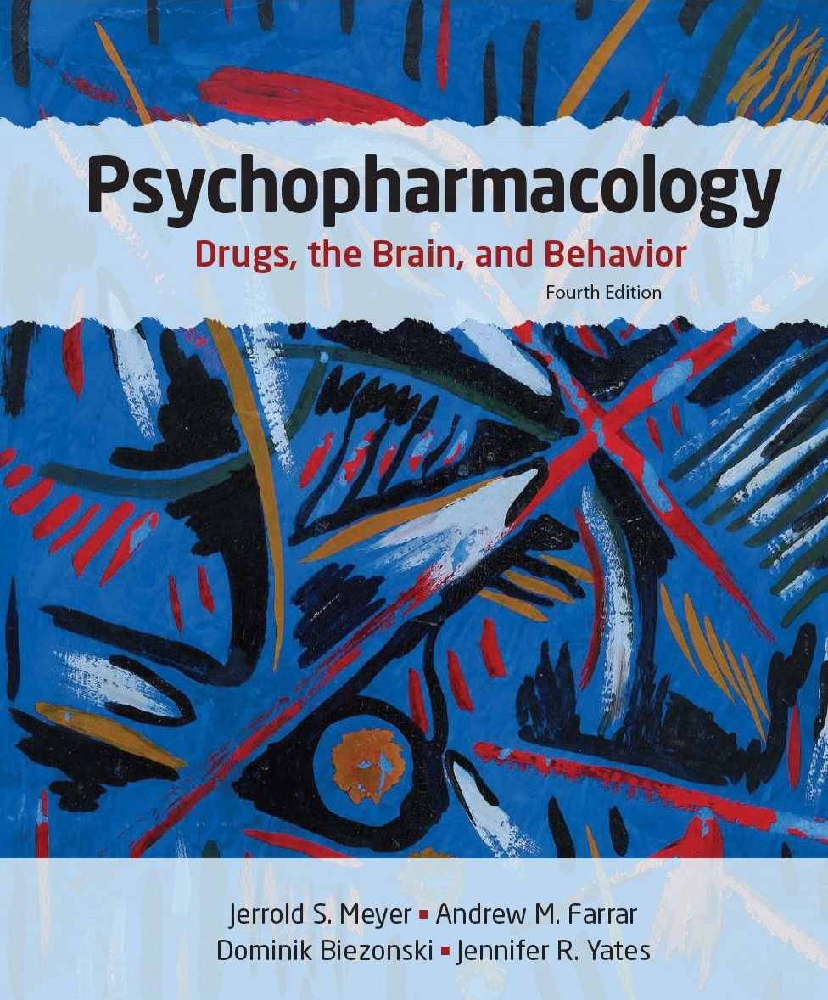 Psychopharmacology
Drugs, the Brain, and Behavior
Fourth Edition
Jerrold S. Meyer ▪ Andrew M. Farrar
Dominik Biezonski ▪ Jennifer R. Yates